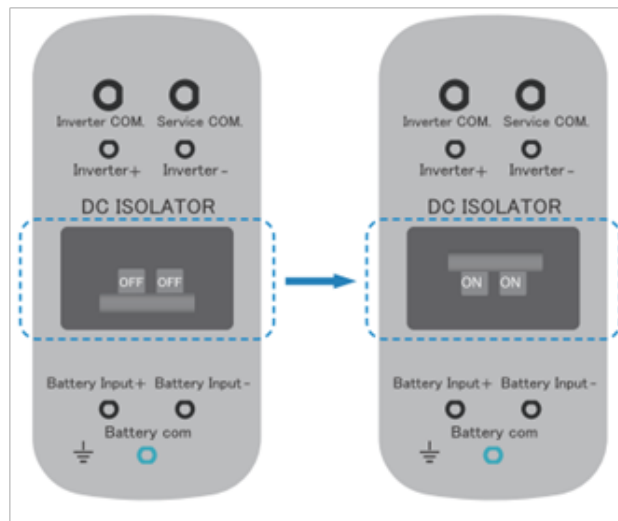 Inverter COM. Service COM.
Inverter+ Inverter-
DC ISOLATOR
OFF OFF
Battery Input+ Battery Input-
Battery com
Inverter COM. Service COM.
Inverter+ Inverter-
DC ISOLATOR
ON ON
Battery Input+ Battery Input-
Battery com